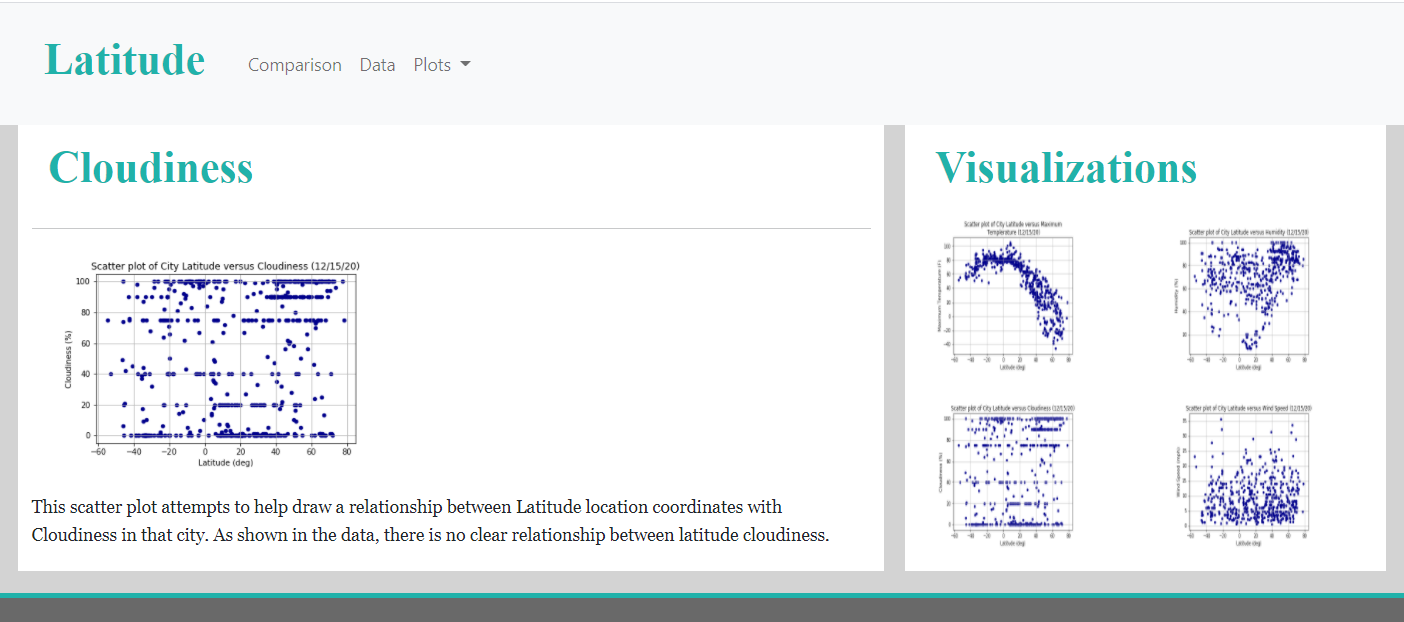 Latitude
Comparison Data Plots
Cloudiness
Scatter plot of City Latitude versus Cloudiness (12/15/20)
100
80
60
40
20
0
Cloudiness (%)
−60 −40 −20 0 20 40 60 80
Latitude (deg)
This scatter plot attempts to help draw a relationship between Latitude location coordinates with
Cloudiness in that city. As shown in the data, there is no clear relationship between latitude cloudiness.
Visualizations
Scatter plot of City Latitude versus Maximum
Temperature (12/15/20)
Maximum Temperature (F)
Latitude (deg)
Scatter plot of City Latitude versus Humidity (12/15/20)
Humidity (%)
Latitude (deg)
Scatter plot of City Latitude versus Cloudiness (12/15/20)
Cloudiness (%)
Latitude (deg)
Scatter plot of City Latitude versus Wind Speed (12/15/20)
Wind Speed (mph)
Latitude (deg)